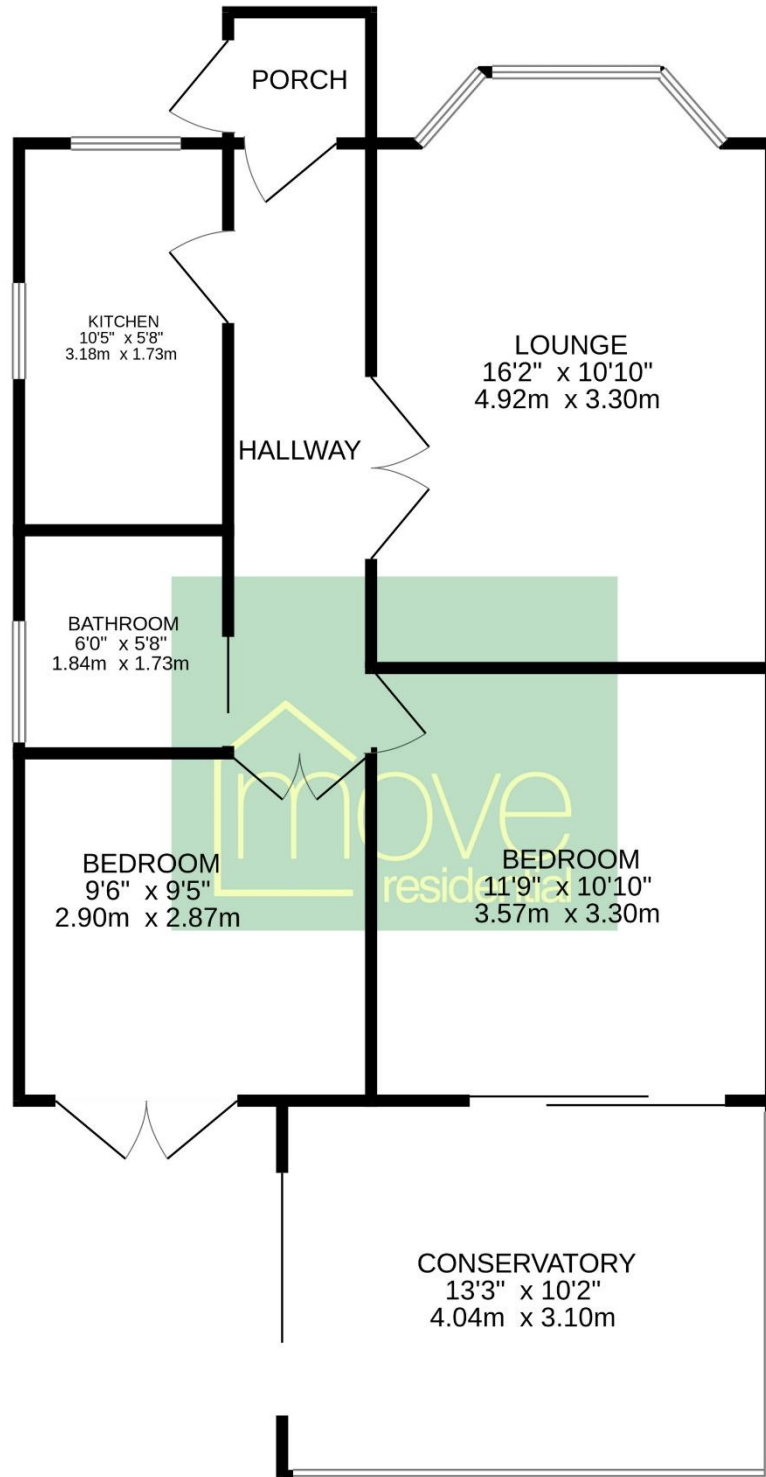 PORCH
KITCHEN
10'5" x 5'8"
3.18m x 1.73m
LOUNGE
16'2" x 10'10"
4.92m x 3.30m
HALLWAY
BATHROOM
6'0" x 5'8"
1.84m x 1.73m
move
residential
BEDROOM
9'6" x 9'5"
2.90m x 2.87m
BEDROOM
11'9" x 10'10"
3.57m x 3.30m
CONSERVATORY
13'3" x 10'2"
4.04m x 3.10m